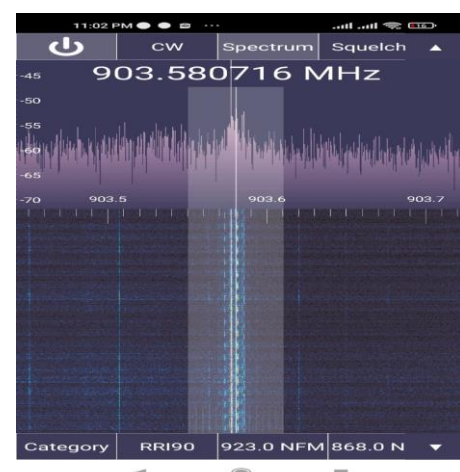 11:02 PM ... 16
CW Spectrum Squelch
903.580716 MHz
-45
-50
-55
-60
-65
-70 903.5 903.6 903.7
Category RRI90 923.0 NFM 868.0 N